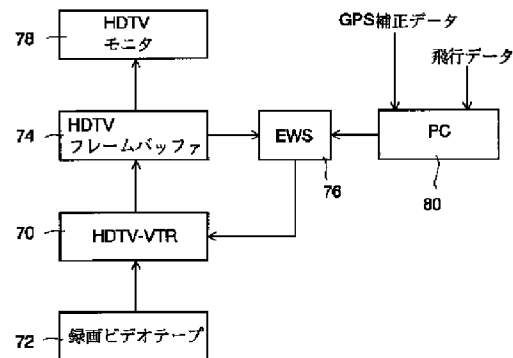 78
HDTV
モニタ
GPS補正データ
飛行データ
74
HDTV
フレームバッファ
EWS
76
PC
80
70
HDTV-VTR
72
録画ビデオテープ